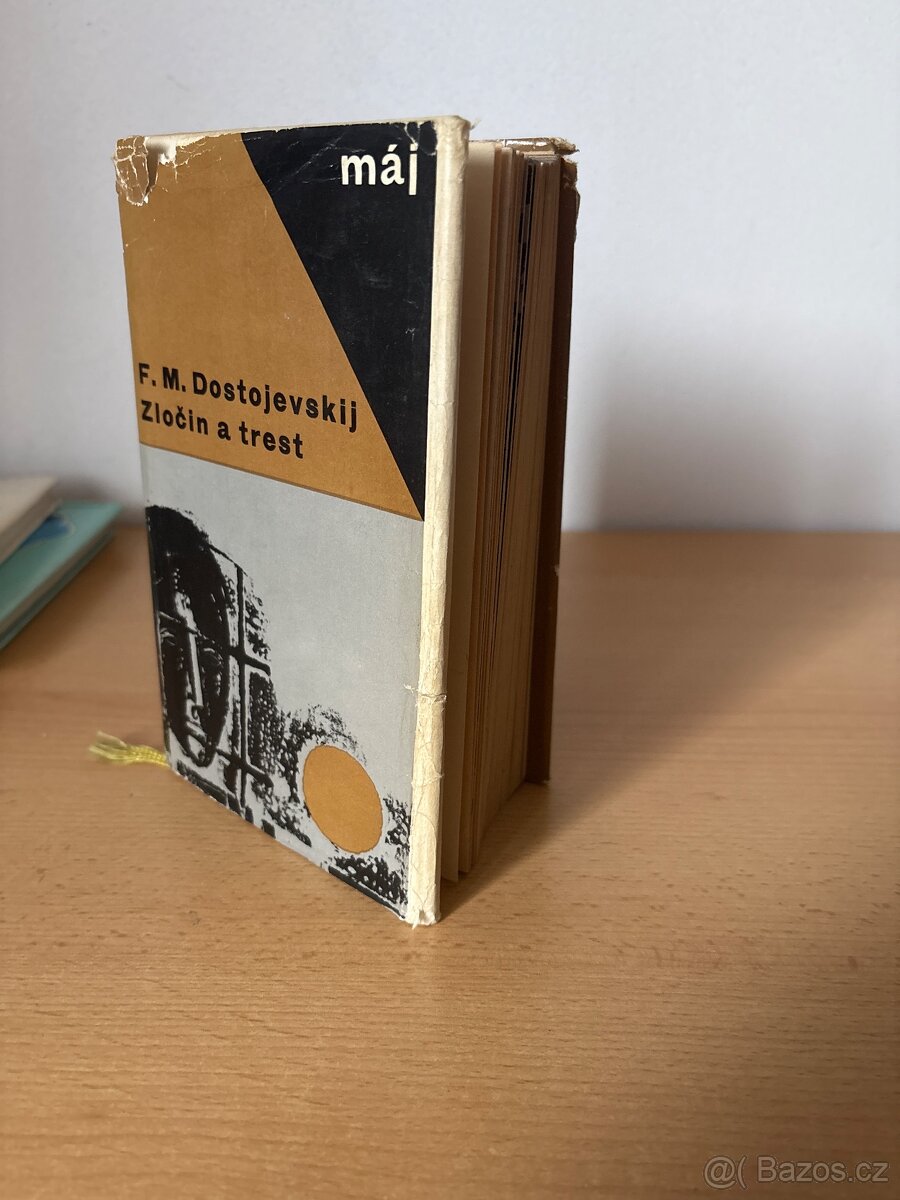 máj
F. M. Dostojevskij
Zločin a trest
@( Bazos.cz